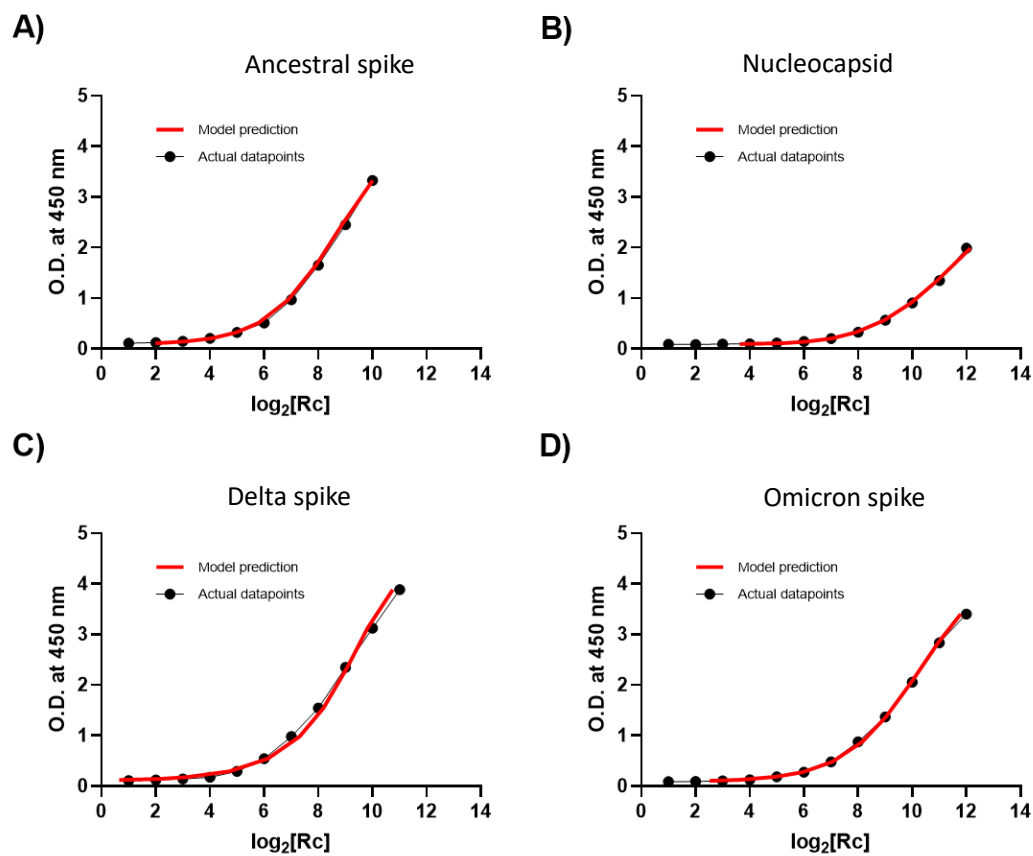 A)
Ancestral spike
5
4
3
2
1
0
O.D. at 450 nm
Model prediction
Actual datapoints
0 2 4 6 8 10 12 14
log2[Rc]
B)
Nucleocapsid
5
4
3
2
1
0
O.D. at 450 nm
Model prediction
Actual datapoints
0 2 4 6 8 10 12 14
log2[Rc]
C)
Delta spike
5
4
3
2
1
0
O.D. at 450 nm
Model prediction
Actual datapoints
0 2 4 6 8 10 12 14
log2[Rc]
D)
Omicron spike
5
4
3
2
1
0
O.D. at 450 nm
Model prediction
Actual datapoints
0 2 4 6 8 10 12 14
log2[Rc]